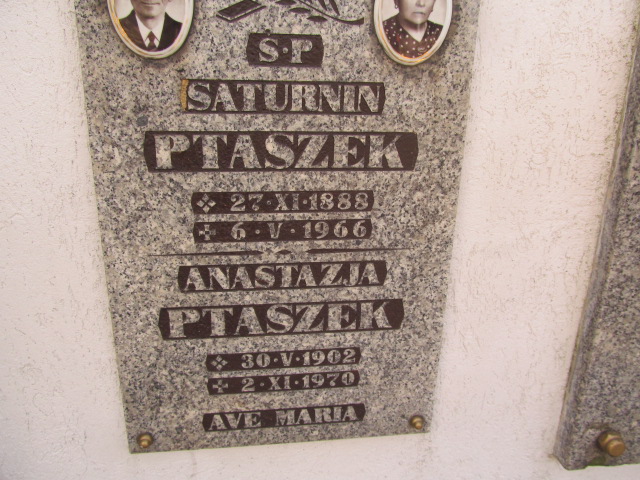 Ś·P
SATURNIN
PTASZEK
27·XI·1888
6·V·1966
ANASTAZJA
PTASZEK
30·V·1902
2·XI·1970
AVE MARIA